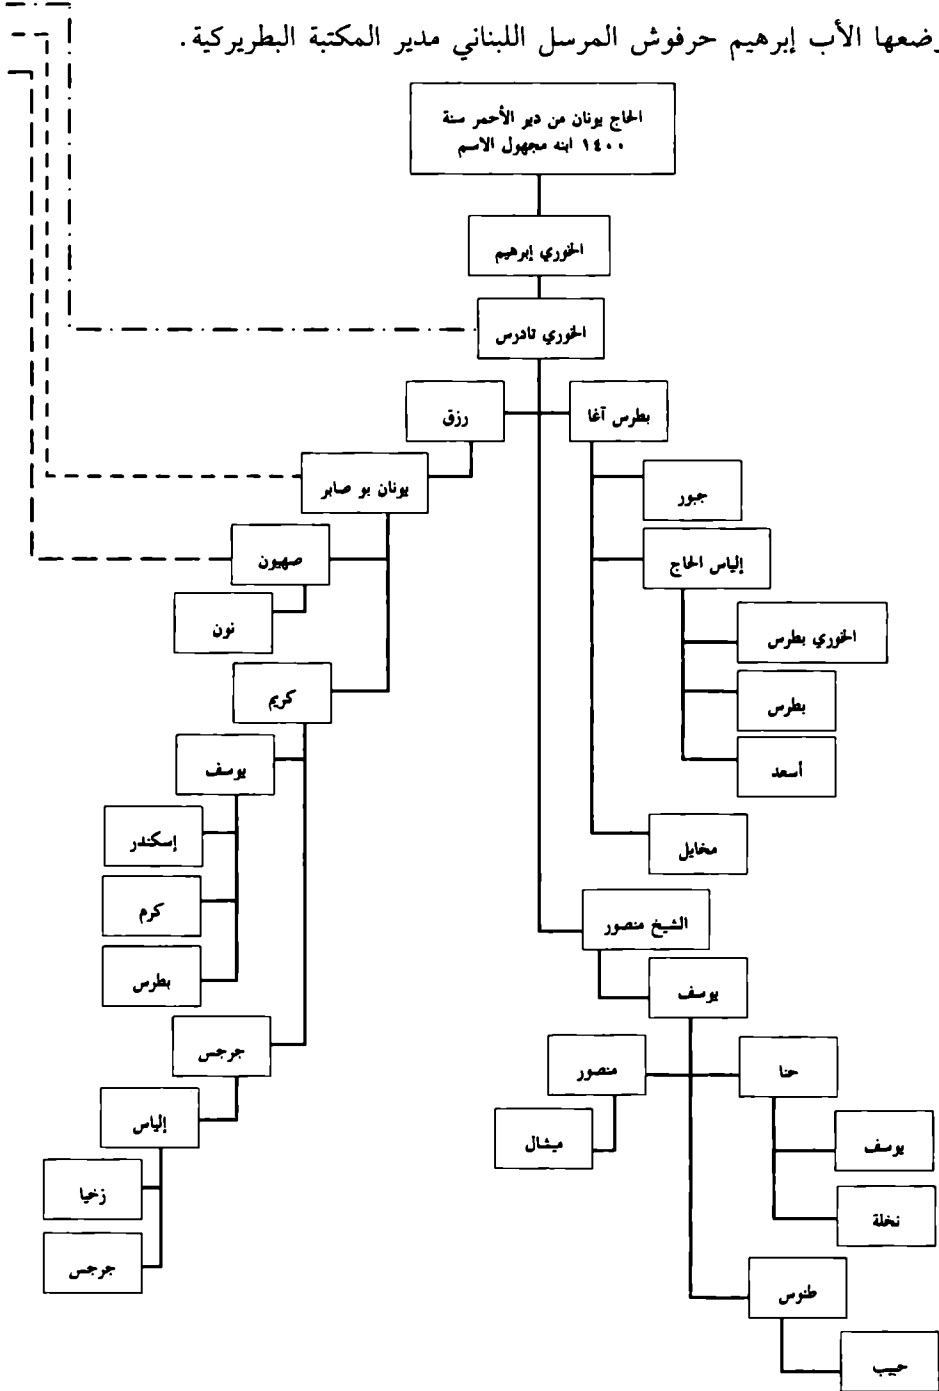 وضعها الأب إبرهيم حرفوش المرسل اللبناني مدير المكتبة البطريركية.
الحاج يونان من دير الأحمر سنة
١٤٠٠ ابنه مجهول الاسم
الخوري إبرهيم
الخوري تادرس
بطرس آغا
رزق
يونان بو صابر
جبور
صهيون
إلياس الحاج
نون
الخوري بطرس
كريم
بطرس
يوسف
أسعد
إسكندر
مخايل
كرم
الشيخ منصور
بطرس
يوسف
جرجس
حنا
منصور
إلياس
يوسف
ميشال
زخيا
نخلة
جرجس
طنوس
حبيب